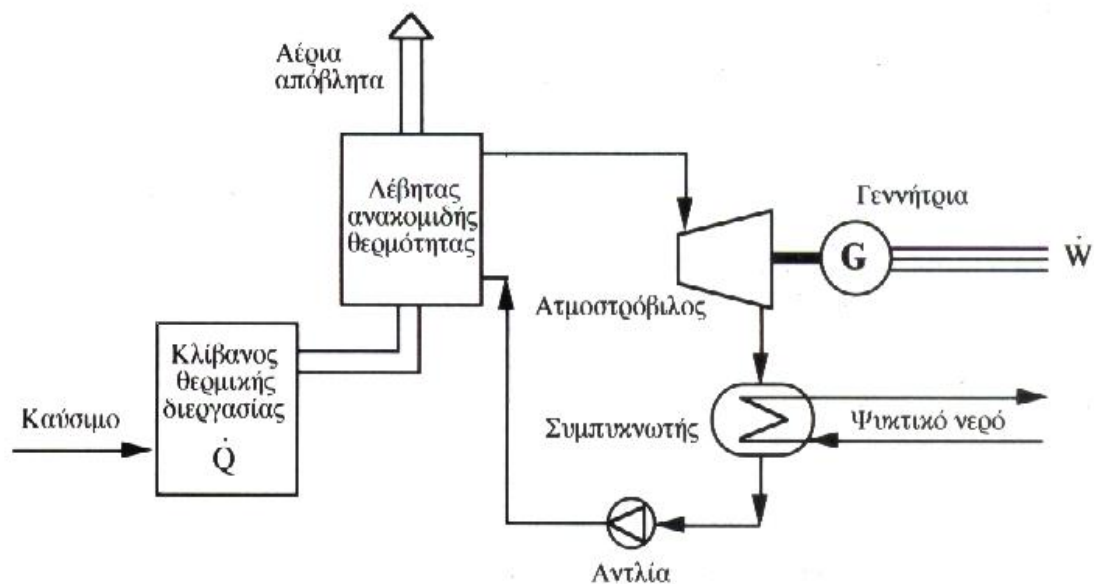 Αέρια
απόβλητα
Λέβητας
ανακομιδής
θερμότητας
Γεννήτρια
G
Ẇ
Ατμοστρόβιλος
Κλίβανος
θερμικής
διεργασίας
Q̇
Καύσιμο
Συμπυκνωτής
Ψυκτικό νερό
Αντλία